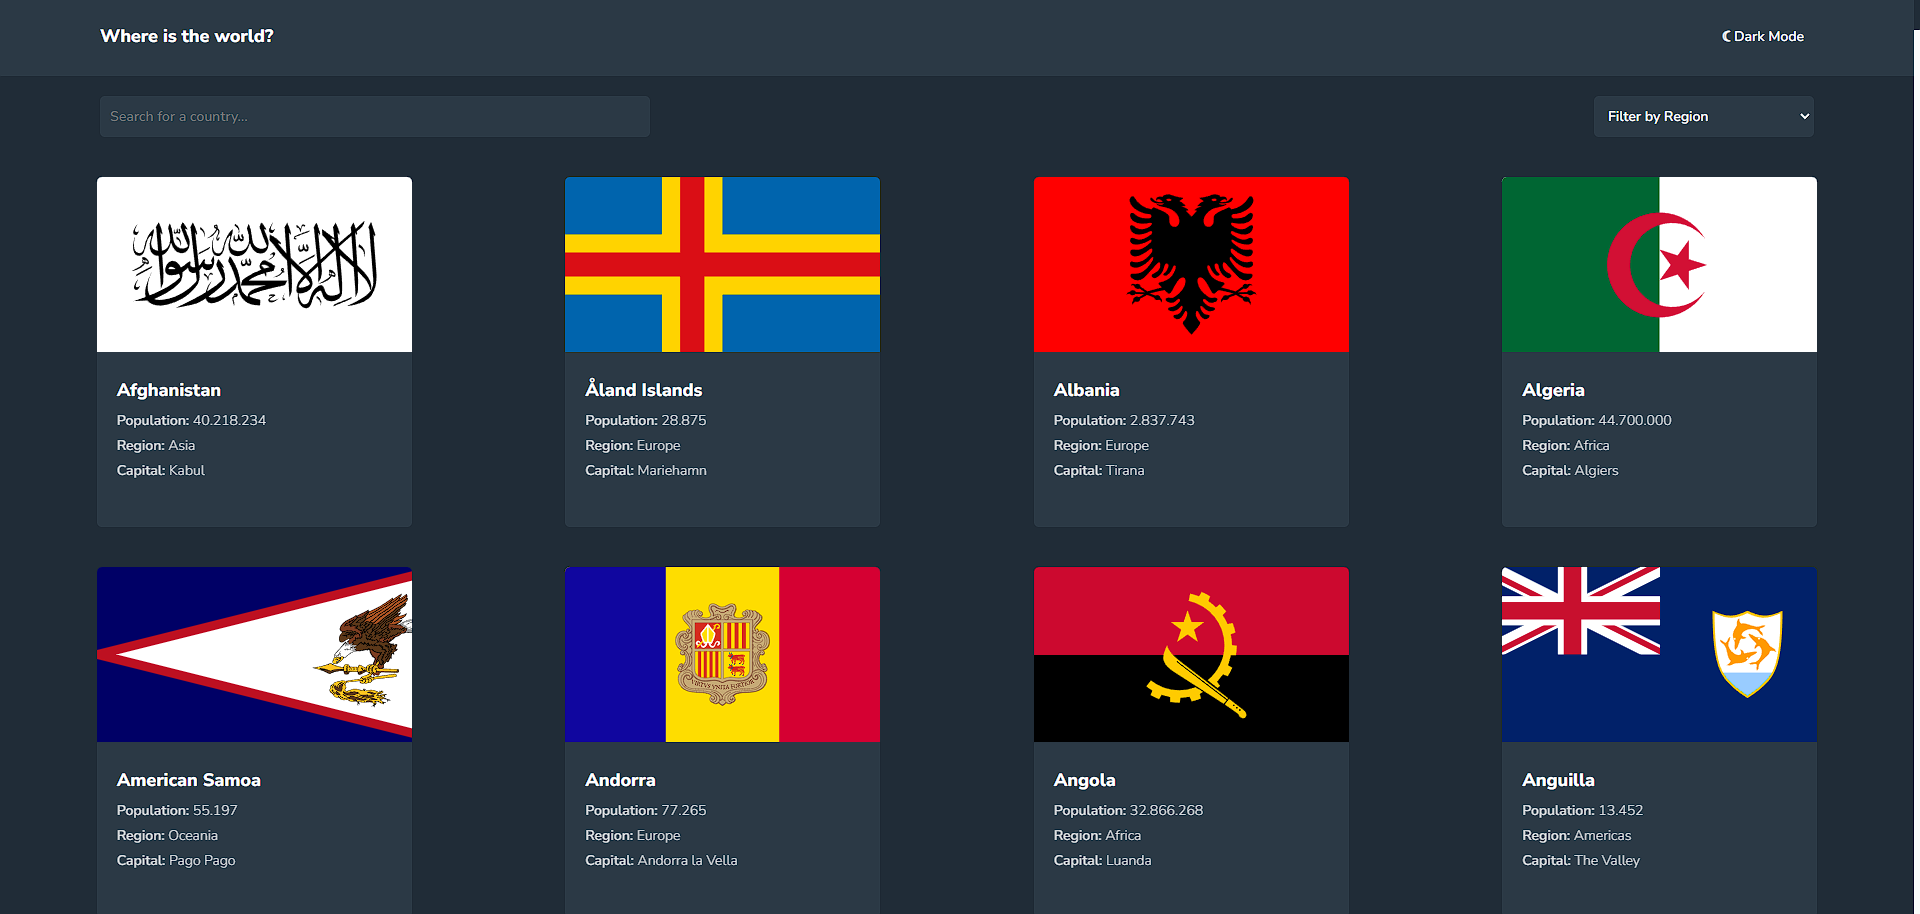 Where is the world?
Dark Mode
Search for a country...
Filter by Region
لا إله إلا الله محمد رسول الله
Afghanistan
Population: 40.218.234
Region: Asia
Capital: Kabul
Åland Islands
Population: 28.875
Region: Europe
Capital: Mariehamn
Albania
Population: 2.837.743
Region: Europe
Capital: Tirana
Algeria
Population: 44.700.000
Region: Africa
Capital: Algiers
VIRTVS VNITA FORTIOR
American Samoa
Population: 55.197
Region: Oceania
Capital: Pago Pago
Andorra
Population: 77.265
Region: Europe
Capital: Andorra la Vella
Angola
Population: 32.866.268
Region: Africa
Capital: Luanda
Anguilla
Population: 13.452
Region: Americas
Capital: The Valley